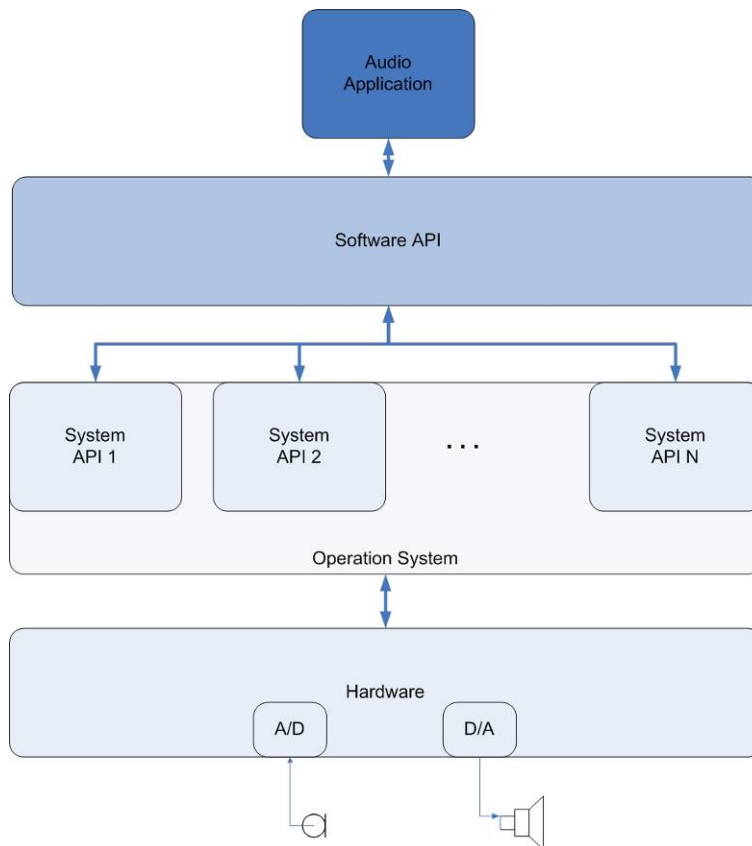 Audio
Application
Software API
System
API 1
System
API 2
. . .
System
API N
Operation System
Hardware
A/D
D/A